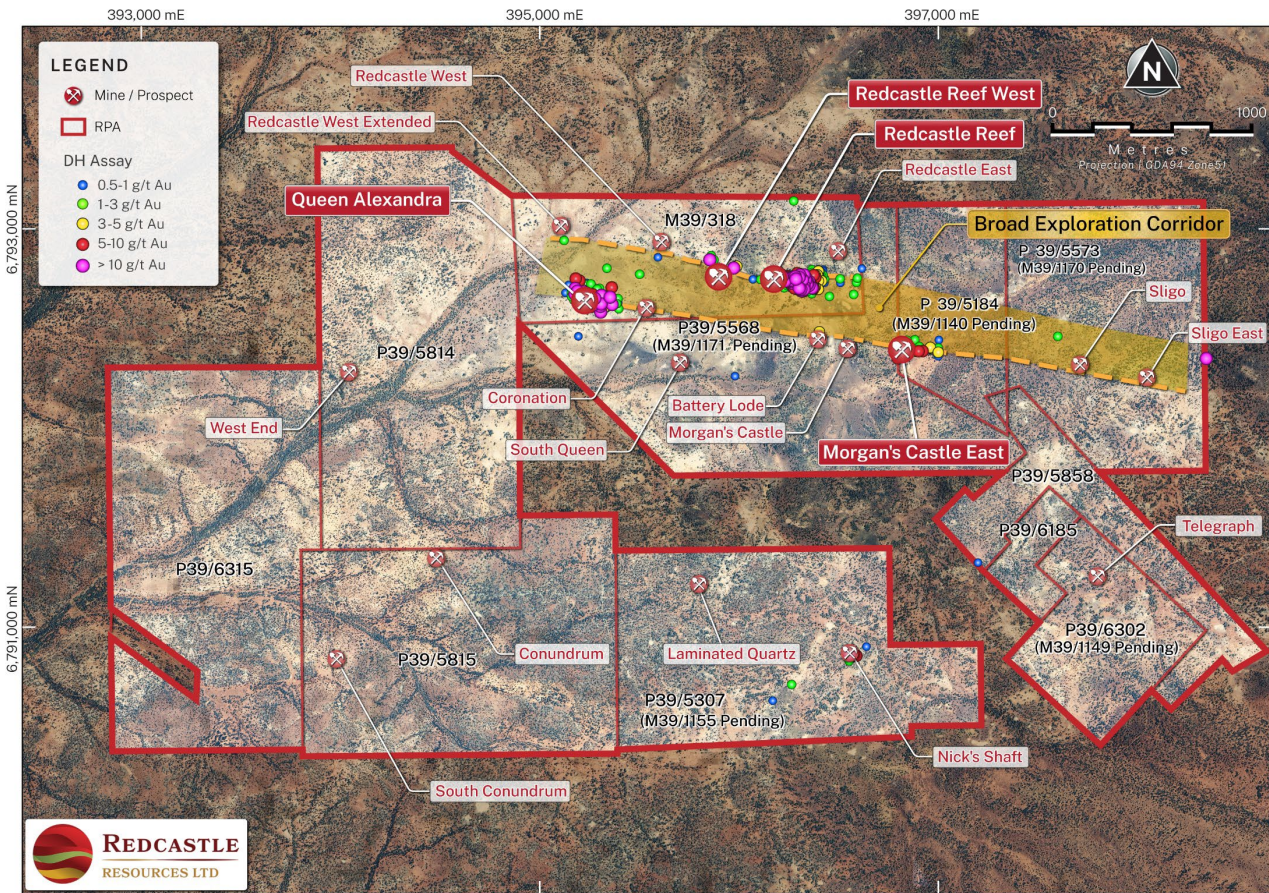 393,000 mE
395,000 mE
397,000 mE
6,793,000 mN
6,791,000 mN
LEGEND
Mine / Prospect
RPA
DH Assay
0.5-1 g/t Au
1-3 g/t Au
3-5 g/t Au
5-10 g/t Au
> 10 g/t Au
N
0
1000
Metres
Projection | GDA94 Zone51
Redcastle West
Redcastle West Extended
Redcastle Reef West
Redcastle Reef
Redcastle East
Queen Alexandra
M39/318
Broad Exploration Corridor
P 39/5573
(M39/1170 Pending)
Sligo
P 39/5184
(M39/1140 Pending)
Sligo East
P39/5568
(M39/1171. Pending)
P39/5814
Coronation
Battery Lode
West End
South Queen
Morgan's Castle
Morgan's Castle East
P39/5858
P39/6185
Telegraph
P39/6315
P39/6302
(M39/1149 Pending)
Conundrum
P39/5815
Laminated Quartz
P39/5307
(M39/1155 Pending)
Nick's Shaft
South Conundrum
REDCASTLE
RESOURCES LTD